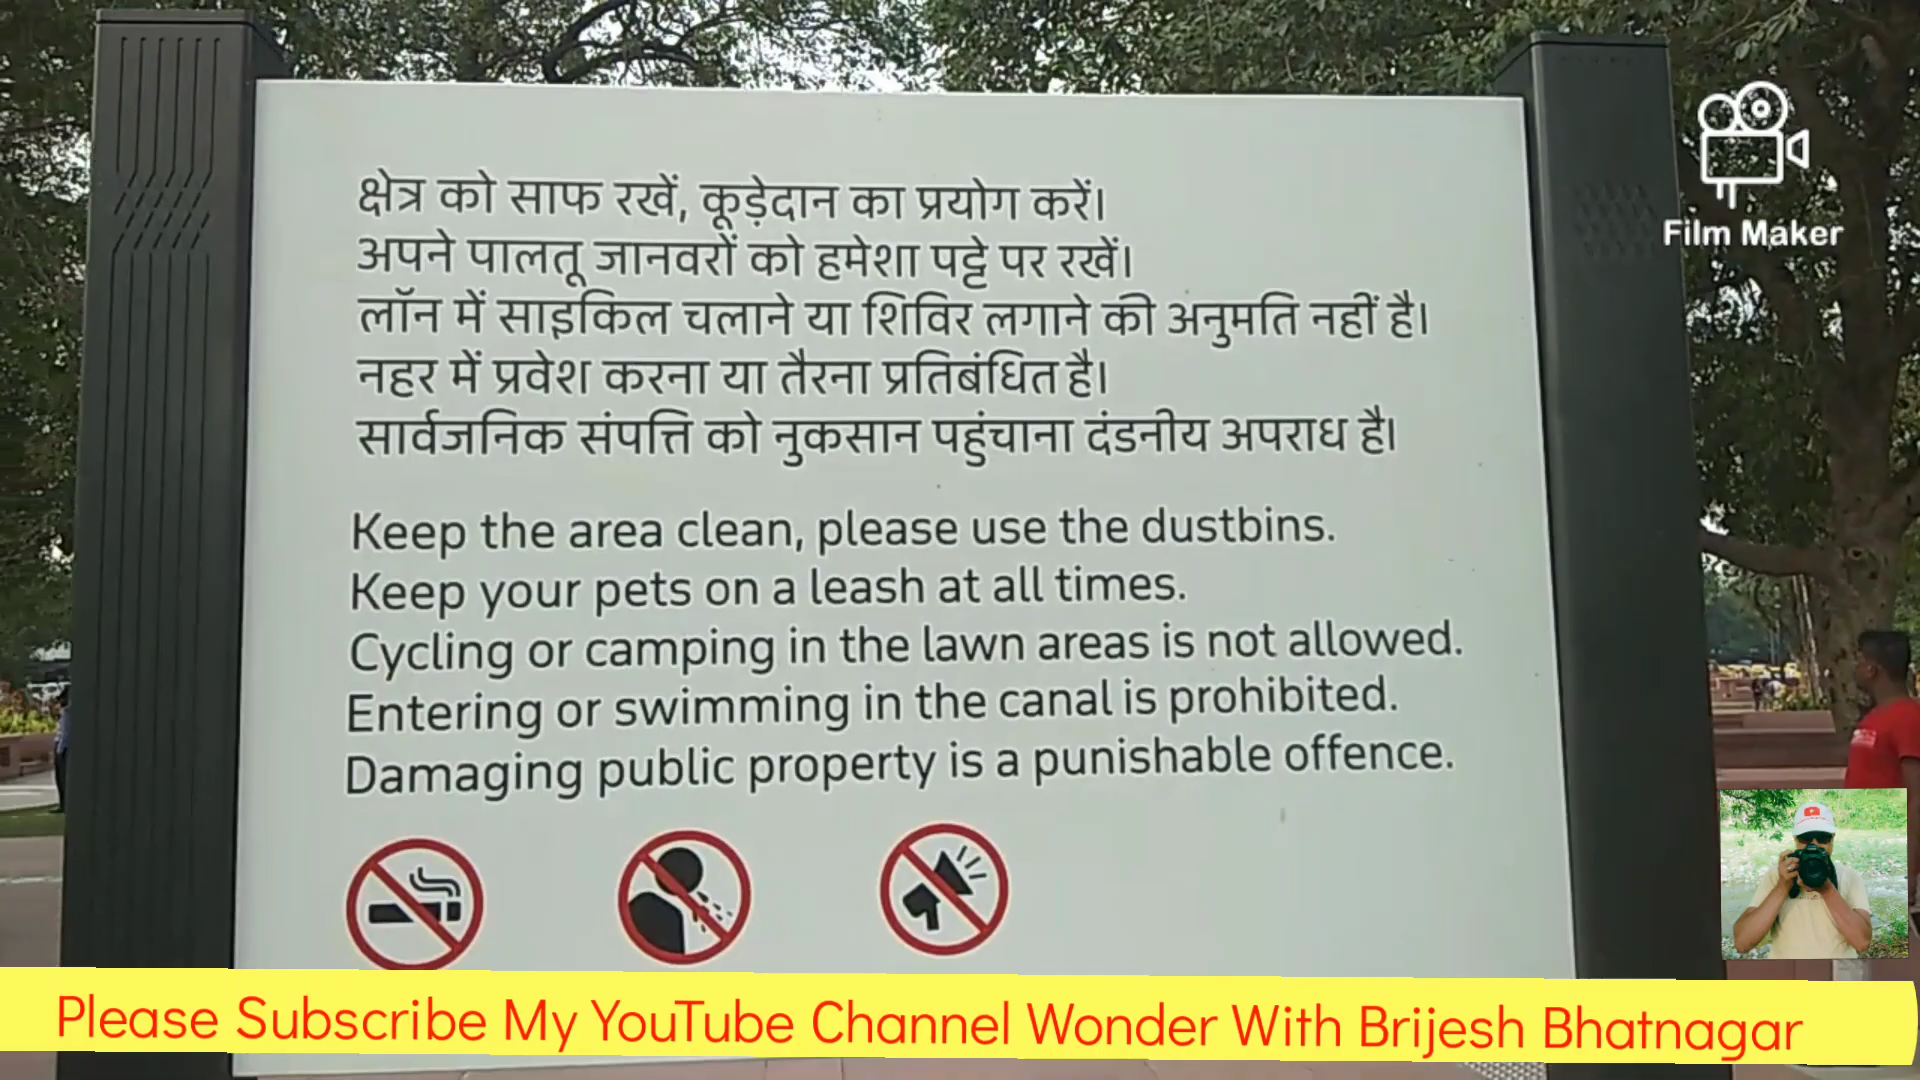 क्षेत्र को साफ रखें, कूड़ेदान का प्रयोग करें।
अपने पालतू जानवरों को हमेशा पट्टे पर रखें।
लॉन में साइकिल चलाने या शिविर लगाने की अनुमति नहीं है।
नहर में प्रवेश करना या तैरना प्रतिबंधित है।
सार्वजनिक संपत्ति को नुकसान पहुंचाना दंडनीय अपराध है।
Keep the area clean, please use the dustbins.
Keep your pets on a leash at all times.
Cycling or camping in the lawn areas is not allowed.
Entering or swimming in the canal is prohibited.
Damaging public property is a punishable offence.
Film Maker
Please Subscribe My YouTube Channel Wonder With Brijesh Bhatnagar